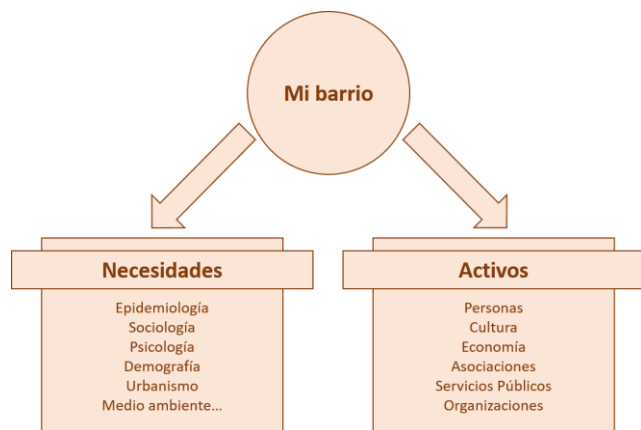 Mi barrio
Necesidades
Epidemiología
Sociología
Psicología
Demografía
Urbanismo
Medio ambiente...
Activos
Personas
Cultura
Economía
Asociaciones
Servicios Públicos
Organizaciones